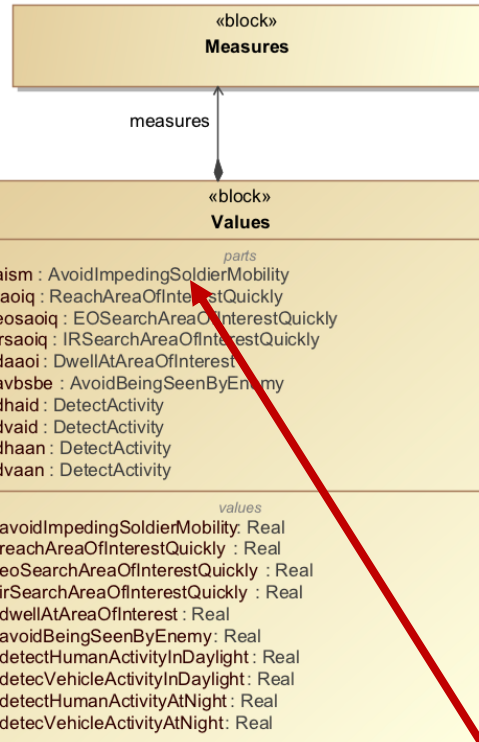 «block»
Measures
measures
«block»
Values
parts
aism : AvoidImpedingSoldierMobility
aoiq : ReachAreaOfInterestQuickly
eosaoiq : EOSearchAreaOfInterestQuickly
rsaoiq : IRSearchAreaOfInterestQuickly
daaoi : DwellAtAreaOfInterest
avbsbe : AvoidBeingSeenByEnemy
dhaid : DetectActivity
dvaid : DetectActivity
dhaan : DetectActivity
dvaan : DetectActivity
values
avoidImpedingSoldierMobility: Real
reachAreaOfInterestQuickly : Real
eoSearchAreaOfInterestQuickly : Real
irSearchAreaOfInterestQuickly : Real
dwellAtAreaOfInterest : Real
avoidBeingSeenByEnemy: Real
detectHumanActivityInDaylight : Real
detecVehicleActivityInDaylight : Real
detectHumanActivityAtNight : Real
detecVehicleActivityAtNight: Real